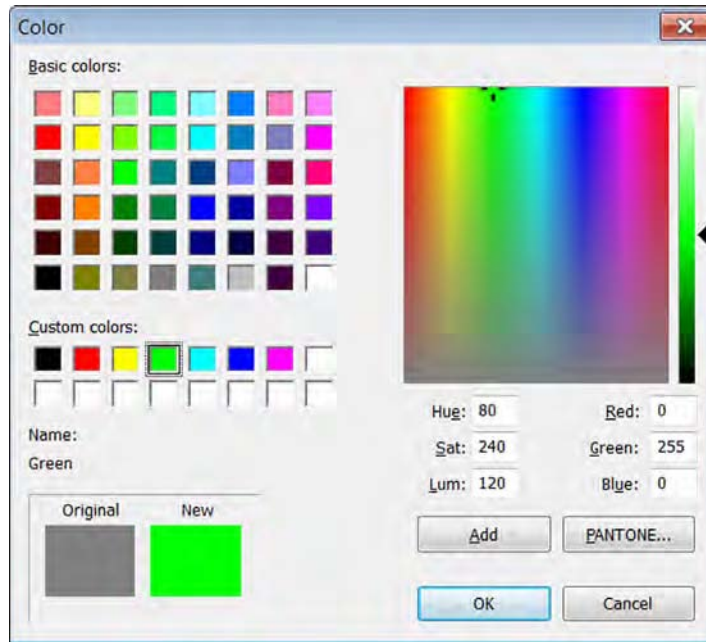 Color
Basic colors:
Custom colors:
Name:
Green
Original New
Hue: 80 Red: 0
Sat: 240 Green: 255
Lum: 120 Blue: 0
Add PANTONE...
OK Cancel